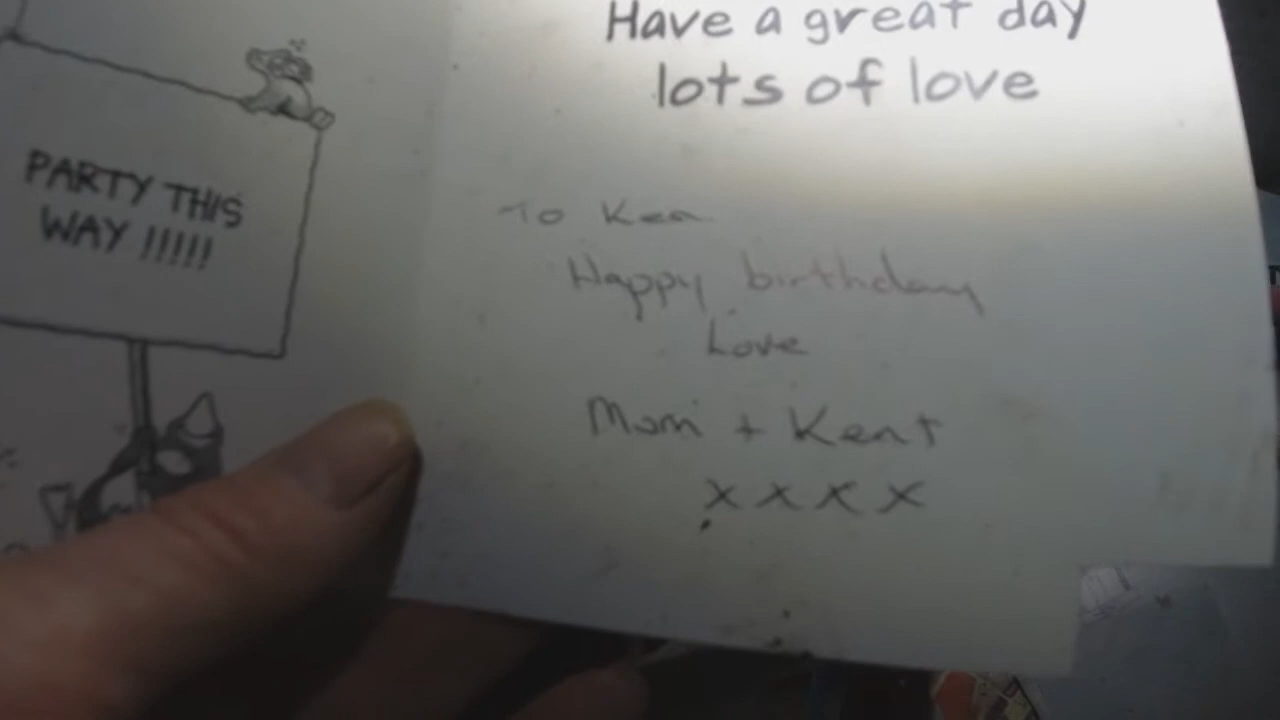 PARTY THIS
WAY !!!!!
Have a great day
lots of love
To Ken
Happy birthday
Love
Mom + Kent
xxxx